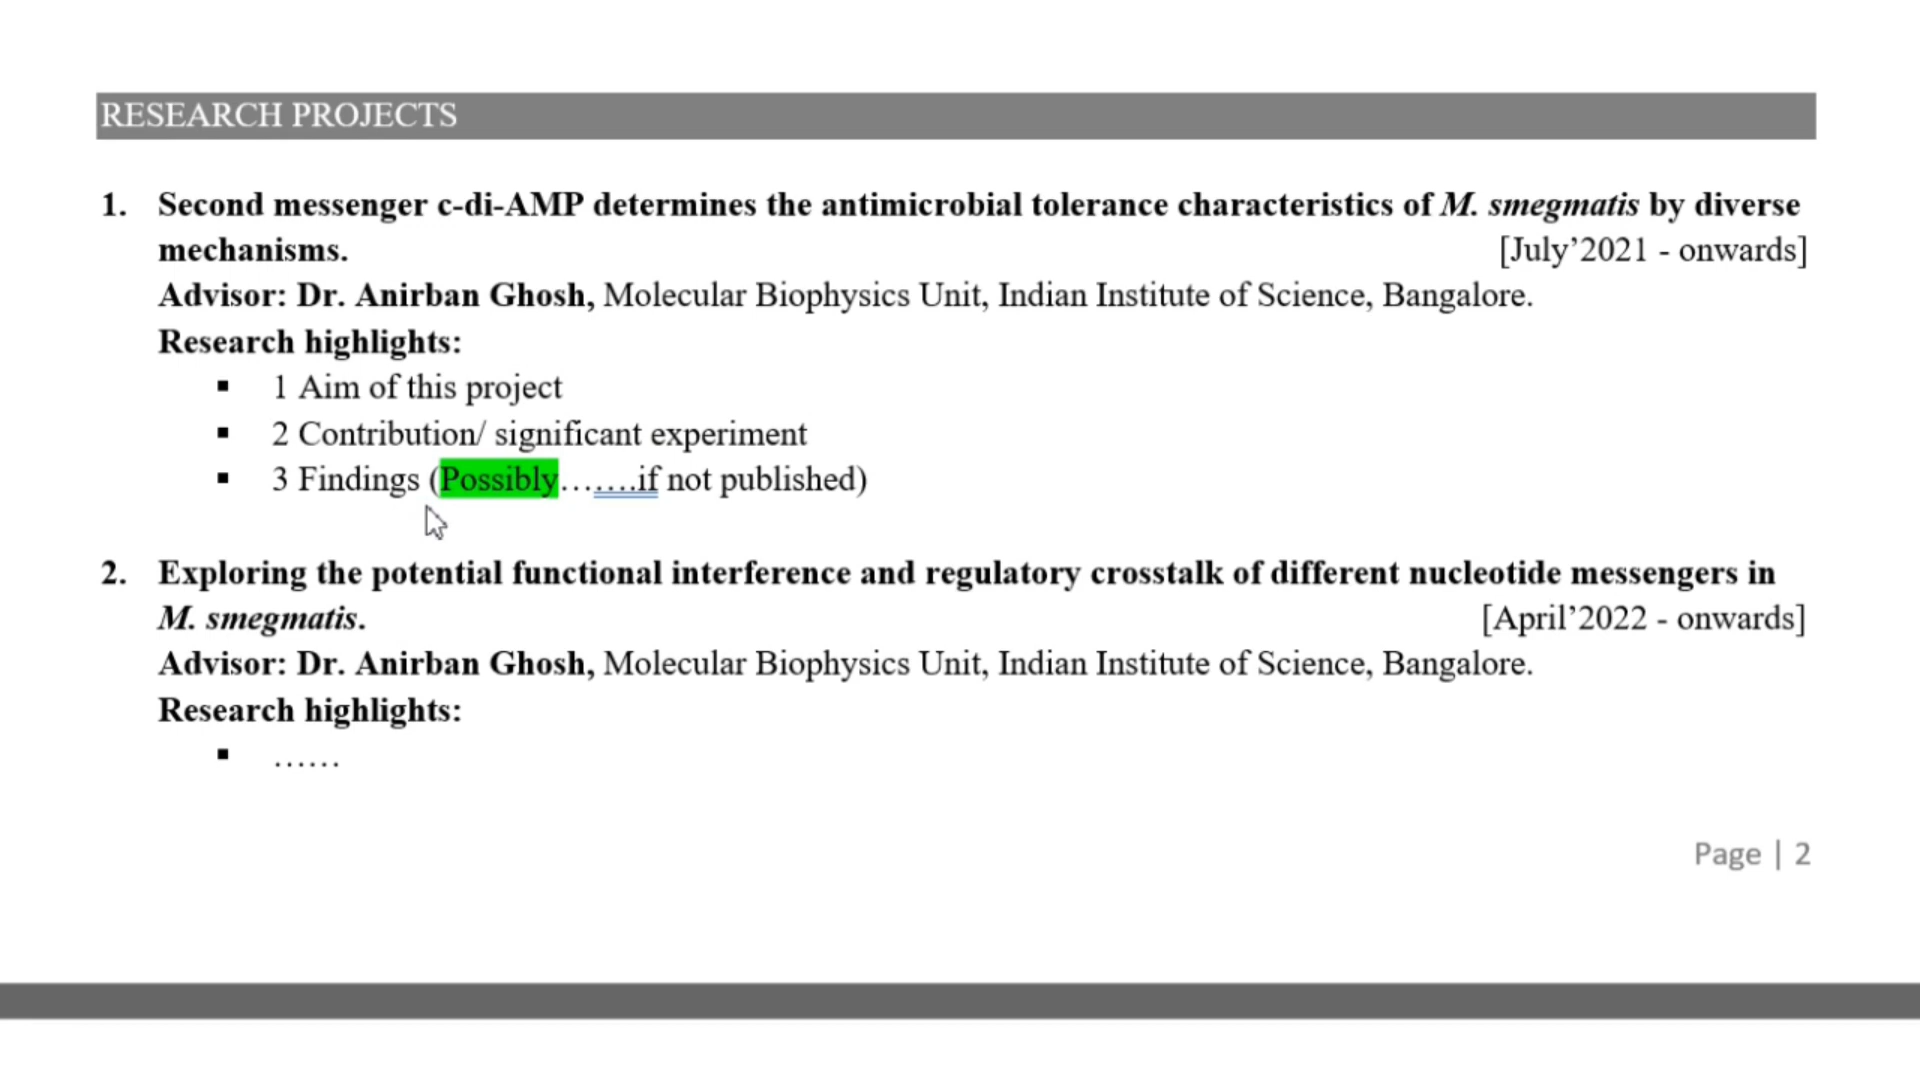 RESEARCH PROJECTS
1. Second messenger c-di-AMP determines the antimicrobial tolerance characteristics of M. smegmatis by diverse
mechanisms. [July’2021 - onwards]
Advisor: Dr. Anirban Ghosh, Molecular Biophysics Unit, Indian Institute of Science, Bangalore.
Research highlights:
▪ 1 Aim of this project
▪ 2 Contribution/ significant experiment
▪ 3 Findings (Possibly…….if not published)
2. Exploring the potential functional interference and regulatory crosstalk of different nucleotide messengers in
M. smegmatis. [April’2022 - onwards]
Advisor: Dr. Anirban Ghosh, Molecular Biophysics Unit, Indian Institute of Science, Bangalore.
Research highlights:
▪ ……
Page | 2